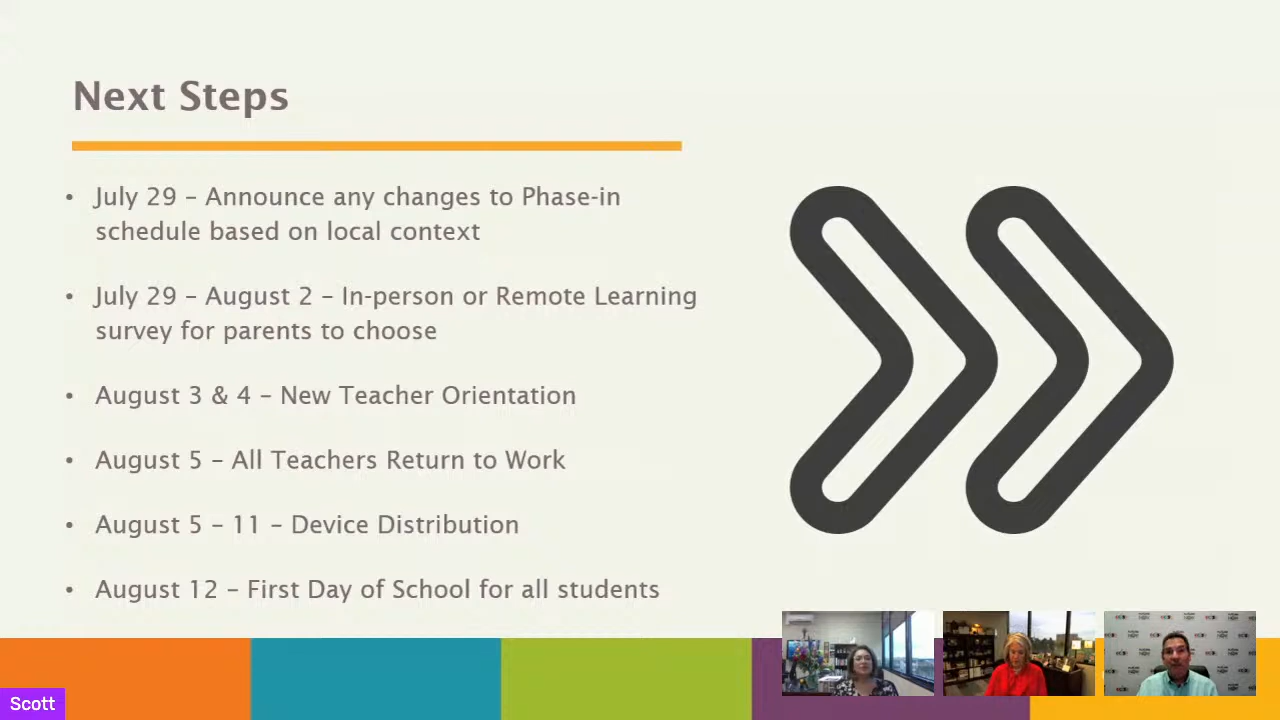 Next Steps
• July 29 – Announce any changes to Phase-in
schedule based on local context
• July 29 – August 2 – In-person or Remote Learning
survey for parents to choose
• August 3 & 4 – New Teacher Orientation
• August 5 – All Teachers Return to Work
• August 5 – 11 – Device Distribution
• August 12 – First Day of School for all students
Scott